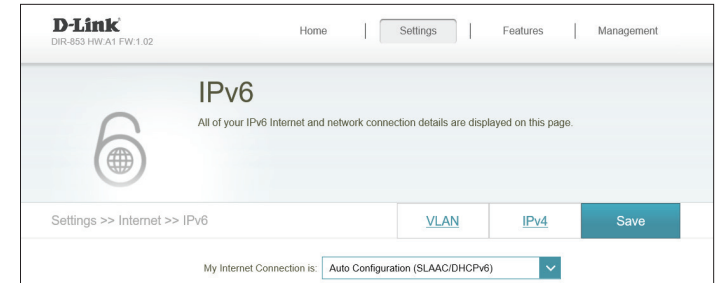 D-Link
DIR-853 HW:A1 FW:1.02
Home | Settings | Features | Management
IPv6
All of your IPv6 Internet and network connection details are displayed on this page.
Settings >> Internet >> IPv6
VLAN
IPv4
Save
My Internet Connection is: Auto Configuration (SLAAC/DHCPv6)